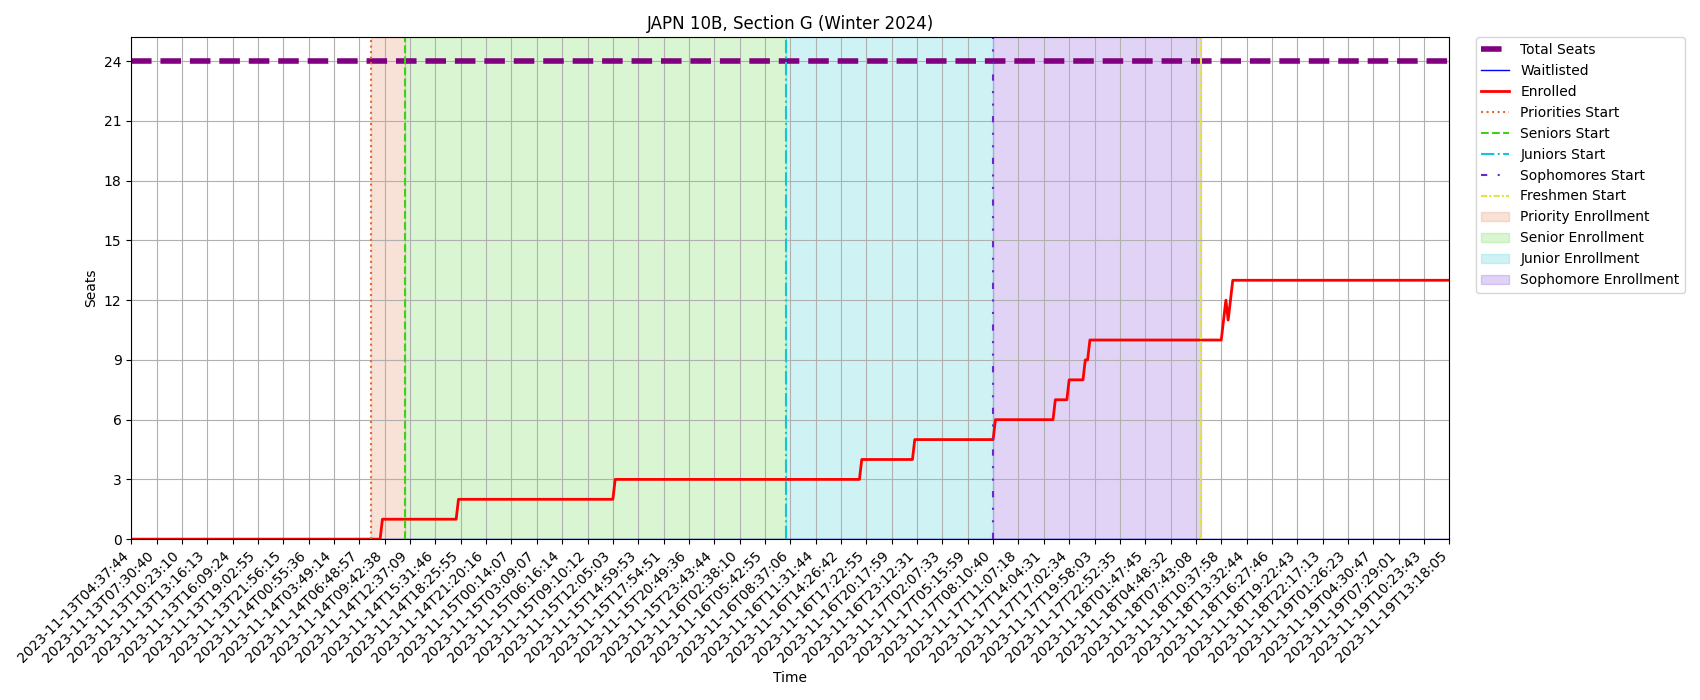 JAPN 10B, Section G (Winter 2024)
Total Seats
Waitlisted
Enrolled
Priorities Start
Seniors Start
Juniors Start
Sophomores Start
Freshmen Start
Priority Enrollment
Senior Enrollment
Junior Enrollment
Sophomore Enrollment
Seats
24
21
18
15
12
9
6
3
0
2023-11-13T04:37:44
2023-11-13T07:30:40
2023-11-13T10:23:10
2023-11-13T13:16:13
2023-11-13T16:09:24
2023-11-13T19:02:55
2023-11-13T21:56:15
2023-11-14T00:55:36
2023-11-14T03:49:14
2023-11-14T06:48:57
2023-11-14T09:42:38
2023-11-14T12:37:09
2023-11-14T15:31:46
2023-11-14T18:25:55
2023-11-14T21:20:16
2023-11-15T00:14:07
2023-11-15T03:09:07
2023-11-15T06:16:14
2023-11-15T09:10:12
2023-11-15T12:05:03
2023-11-15T14:59:53
2023-11-15T17:54:51
2023-11-15T20:49:36
2023-11-15T23:43:44
2023-11-16T02:38:10
2023-11-16T05:42:55
2023-11-16T08:37:06
2023-11-16T11:31:44
2023-11-16T14:26:42
2023-11-16T17:22:55
2023-11-16T20:17:59
2023-11-16T23:12:31
2023-11-17T02:07:33
2023-11-17T05:15:59
2023-11-17T08:10:40
2023-11-17T11:07:18
2023-11-17T14:04:31
2023-11-17T17:02:34
2023-11-17T19:58:03
2023-11-17T22:52:35
2023-11-18T01:47:45
2023-11-18T04:48:32
2023-11-18T07:43:08
2023-11-18T10:37:58
2023-11-18T13:32:44
2023-11-18T16:27:46
2023-11-18T19:22:43
2023-11-18T22:17:13
2023-11-19T01:26:23
2023-11-19T04:30:47
2023-11-19T07:29:01
2023-11-19T10:23:43
2023-11-19T13:18:05
Time